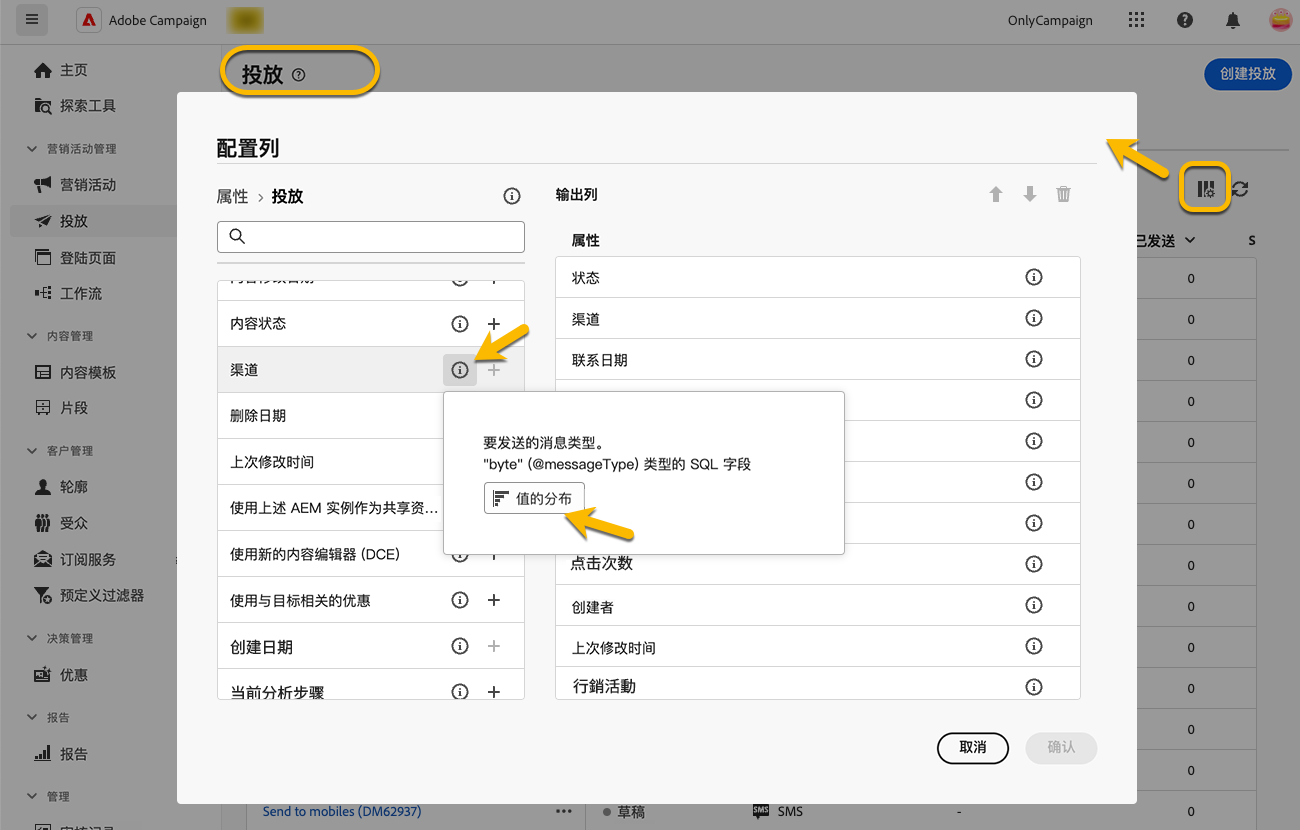 Adobe Campaign
OnlyCampaign
主页
探索工具
营销活动管理
营销活动
投放
登陆页面
工作流
内容管理
内容模板
片段
客户管理
轮廓
受众
订阅服务
预定义过滤器
决策管理
优惠
报告
报告
管理
投放
创建投放
配置列
属性 > 投放
内容修改日期
内容状态
渠道
删除日期
上次修改时间
使用上述 AEM 实例作为共享资...
使用新的内容编辑器 (DCE)
使用与目标相关的优惠
创建日期
当前分析步骤
要发送的消息类型。
"byte" (@messageType) 类型的 SQL 字段
值的分布
输出列
属性
状态
渠道
联系日期
点击次数
创建者
上次修改时间
行銷活動
取消
确认
已发送
S
0
0
0
0
0
0
0
0
0
0
0
0
0
Send to mobiles (DM62937)
草稿
SMS
SMS
-
0